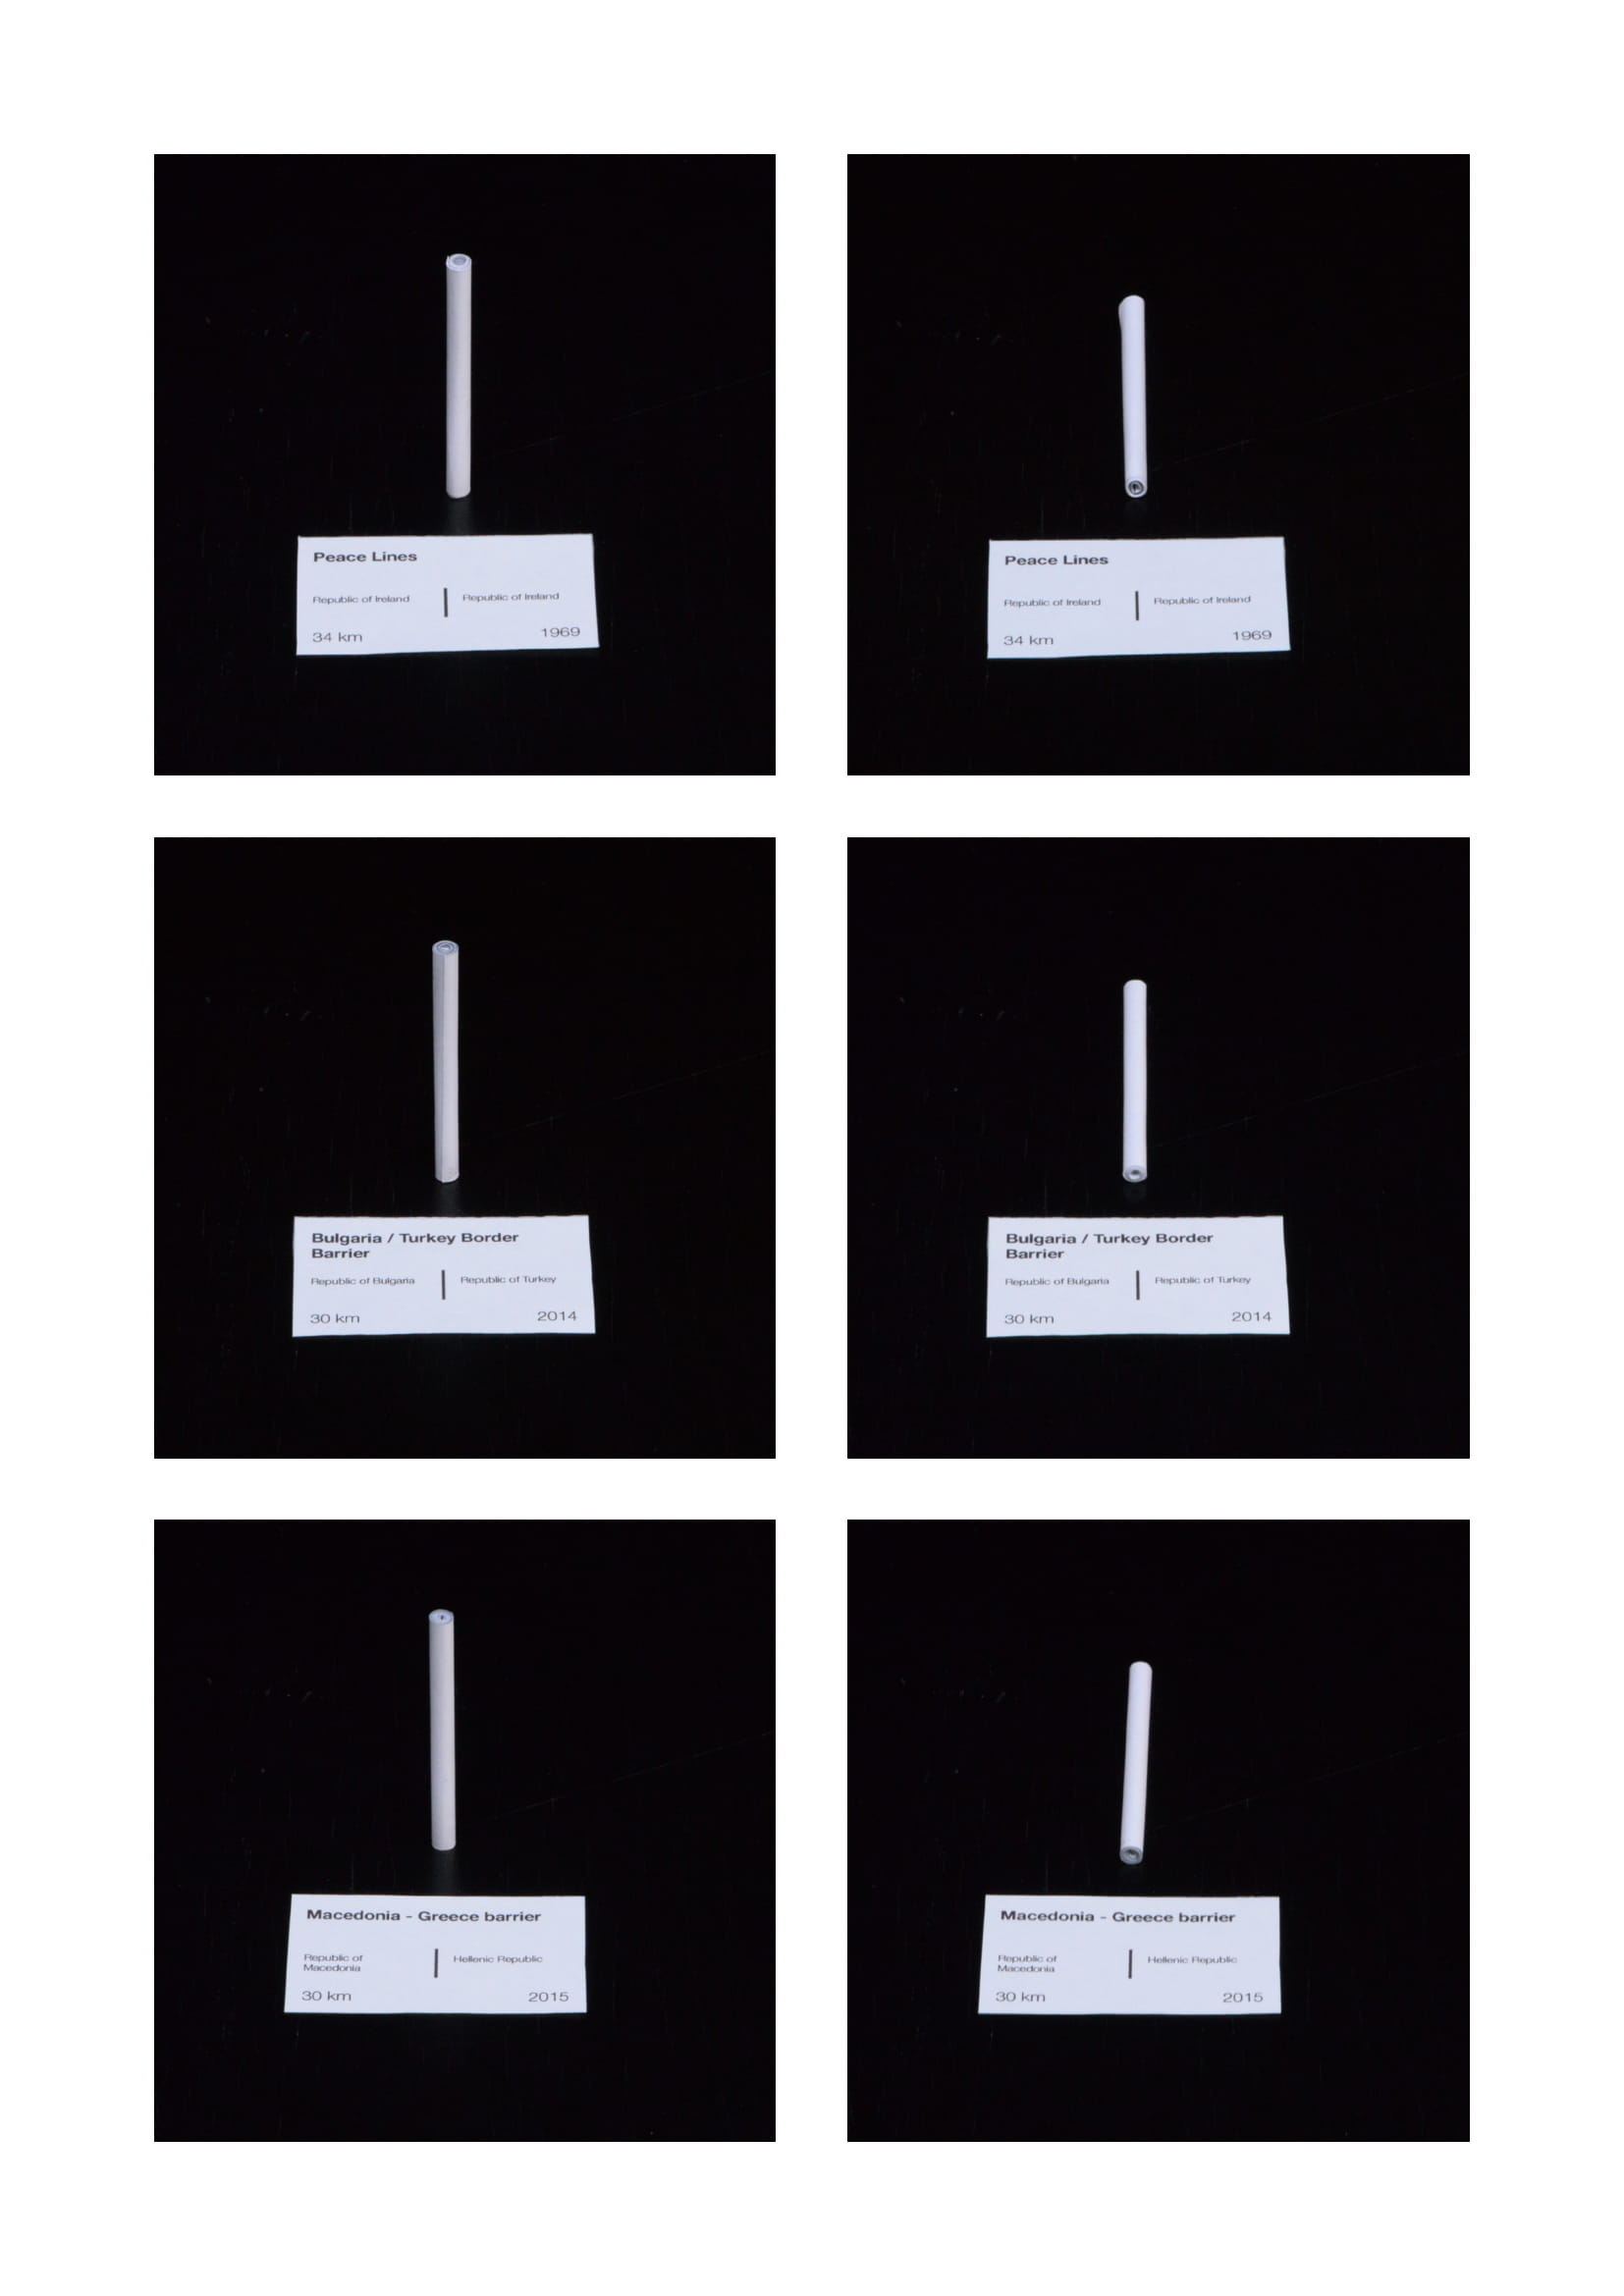 Peace Lines
Republic of Ireland | Republic of Ireland
34 km 1969
Peace Lines
Republic of Ireland | Republic of Ireland
34 km 1969
Bulgaria / Turkey Border
Barrier
Republic of Bulgaria | Republic of Turkey
30 km 2014
Bulgaria / Turkey Border
Barrier
Republic of Bulgaria | Republic of Turkey
30 km 2014
Macedonia - Greece barrier
Republic of
Macedonia | Hellenic Republic
30 km 2015
Macedonia - Greece barrier
Republic of
Macedonia | Hellenic Republic
30 km 2015